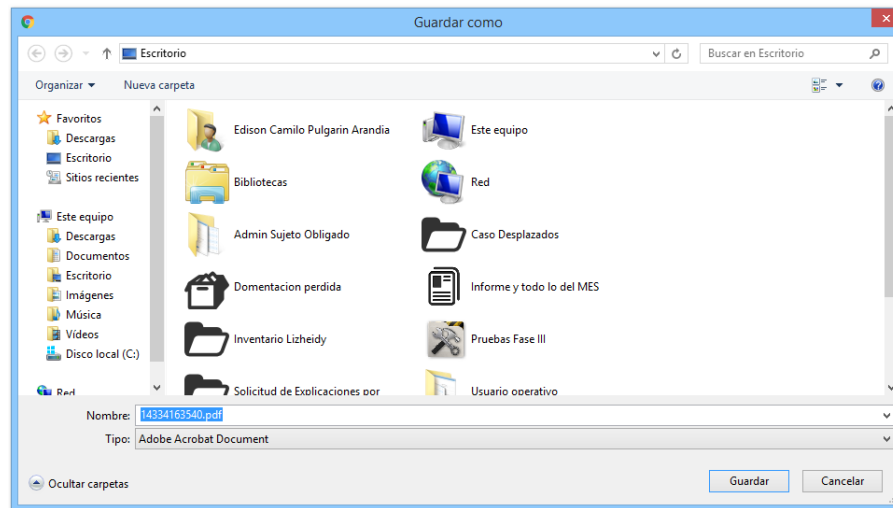 Guardar como
Escritorio
Buscar en Escritorio
Organizar
Nueva carpeta
Favoritos
Descargas
Escritorio
Sitios recientes
Este equipo
Descargas
Documentos
Escritorio
Imágenes
Música
Vídeos
Disco local (C:)
Red
Edison Camilo Pulgarin Arandia
Este equipo
Bibliotecas
Red
Admin Sujeto Obligado
Caso Desplazados
Domentacion perdida
Informe y todo lo del MES
Inventario Lizheidy
Pruebas Fase III
Solicitud de Explicaciones por
Usuario operativo
Nombre: 14334163540.pdf
Tipo: Adobe Acrobat Document
Ocultar carpetas
Guardar
Cancelar